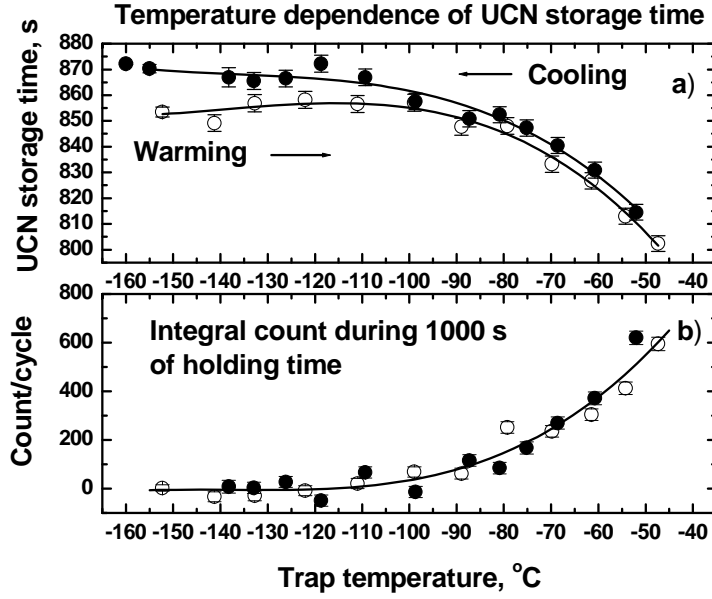 Temperature dependence of UCN storage time
UCN storage time, s
880
870
860
850
840
830
820
810
800
Cooling
a)
Warming
-160 -150 -140 -130 -120 -110 -100 -90 -80 -70 -60 -50 -40
Count/cycle
800
600
400
200
0
Integral count during 1000 s
of holding time
b)
-160 -150 -140 -130 -120 -110 -100 -90 -80 -70 -60 -50 -40
Trap temperature, °C